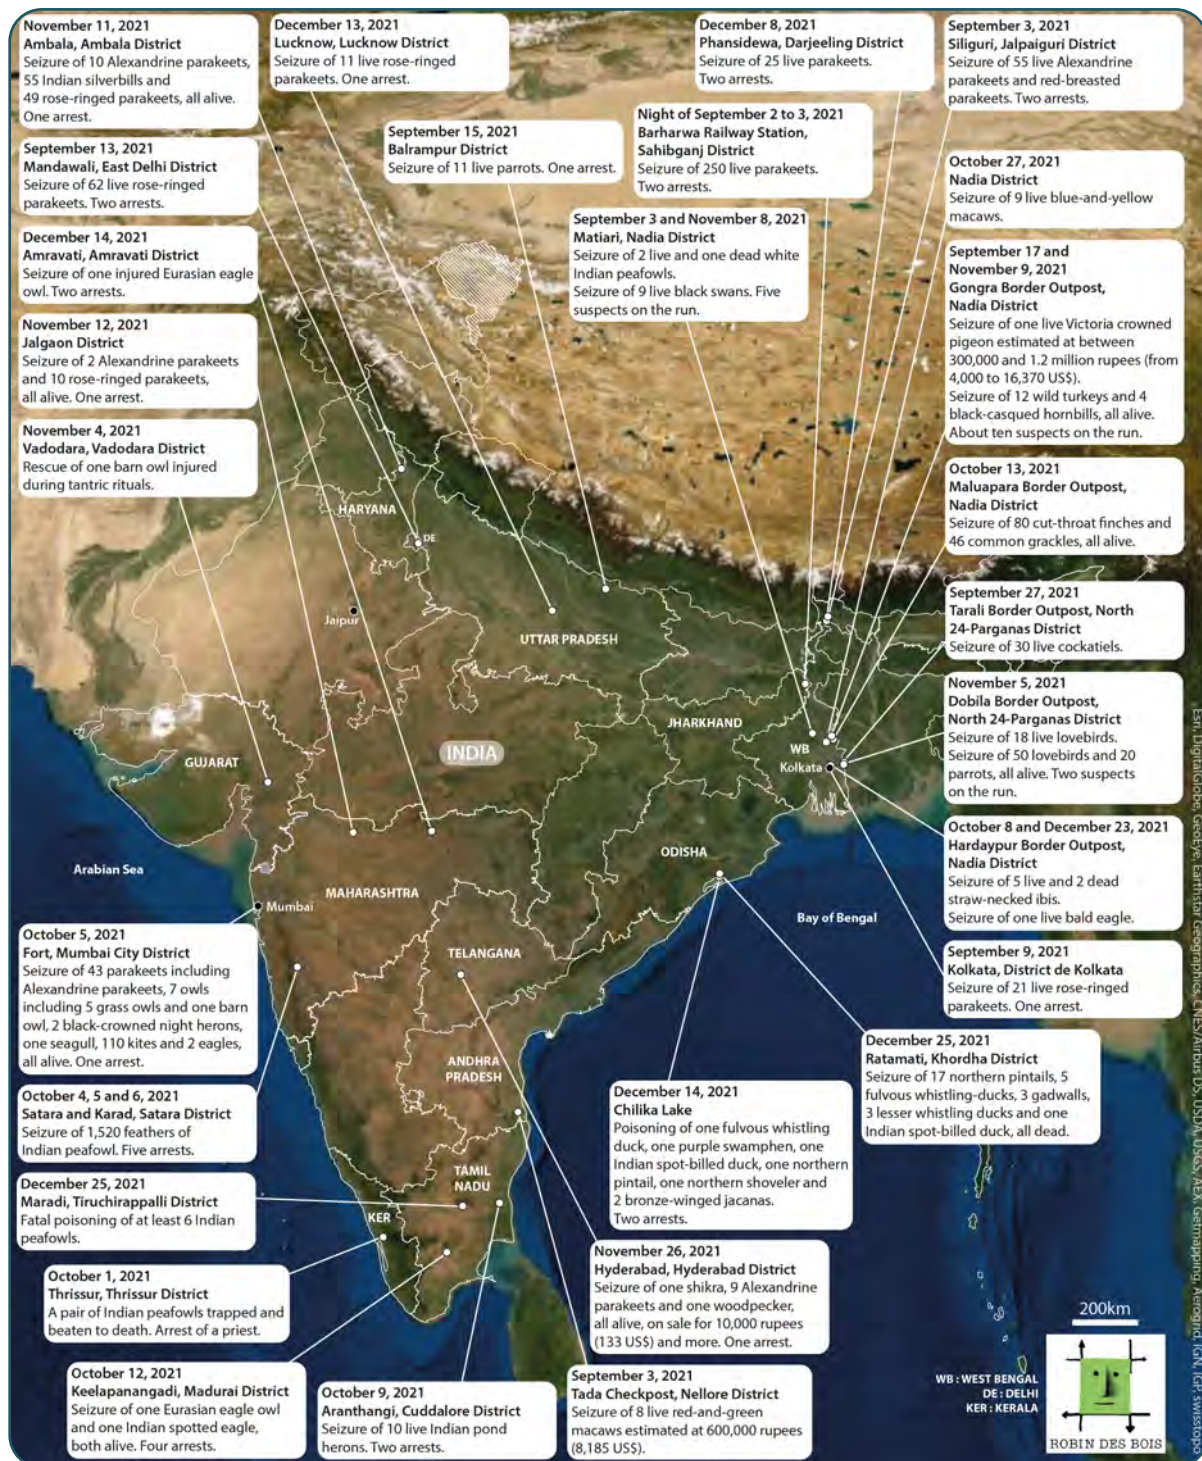 November 11, 2021
Ambala, Ambala District
Seizure of 10 Alexandrine parakeets,
55 Indian silverbills and
49 rose-ringed parakeets, all alive.
One arrest.
December 13, 2021
Lucknow, Lucknow District
Seizure of 11 live rose-ringed
parakeets. One arrest.
December 8, 2021
Phansidewa, Darjeeling District
Seizure of 25 live parakeets.
Two arrests.
September 3, 2021
Siliguri, Jalpaiguri District
Seizure of 55 live Alexandrine
parakeets and red-breasted
parakeets. Two arrests.
September 13, 2021
Mandawali, East Delhi District
Seizure of 62 live rose-ringed
parakeets. Two arrests.
September 15, 2021
Balrampur District
Seizure of 11 live parrots. One arrest.
Night of September 2 to 3, 2021
Barharwa Railway Station,
Sahibganj District
Seizure of 250 live parakeets.
Two arrests.
October 27, 2021
Nadia District
Seizure of 9 live blue-and-yellow
macaws.
December 14, 2021
Amravati, Amravati District
Seizure of one injured Eurasian eagle
owl. Two arrests.
September 3 and November 8, 2021
Matiari, Nadia District
Seizure of 2 live and one dead white
Indian peafowls.
Seizure of 9 live black swans. Five
suspects on the run.
September 17 and
November 9, 2021
Gongra Border Outpost,
Nadia District
Seizure of one live Victoria crowned
pigeon estimated at between
300,000 and 1.2 million rupees (from
4,000 to 16,370 US$).
Seizure of 12 wild turkeys and 4
black-casqued hornbills, all alive.
About ten suspects on the run.
November 12, 2021
Jalgaon District
Seizure of 2 Alexandrine parakeets
and 10 rose-ringed parakeets,
all alive. One arrest.
November 4, 2021
Vadodara, Vadodara District
Rescue of one barn owl injured
during tantric rituals.
October 13, 2021
Maluapara Border Outpost,
Nadia District
Seizure of 80 cut-throat finches and
46 common grackles, all alive.
HARYANA
DE
Jaipur
UTTAR PRADESH
September 27, 2021
Tarali Border Outpost, North
24-Parganas District
Seizure of 30 live cockatiels.
November 5, 2021
Dobila Border Outpost,
North 24-Parganas District
Seizure of 18 live lovebirds.
Seizure of 50 lovebirds and 20
parrots, all alive. Two suspects
on the run.
JHARKHAND
INDIA
WB
GUJARAT
Kolkata
October 8 and December 23, 2021
Hardaypur Border Outpost,
Nadia District
Seizure of 5 live and 2 dead
straw-necked ibis.
Seizure of one live bald eagle.
Arabian Sea
ODISHA
MAHARASHTRA
Mumbai
Bay of Bengal
October 5, 2021
Fort, Mumbai City District
Seizure of 43 parakeets including
Alexandrine parakeets, 7 owls
including 5 grass owls and one barn
owl, 2 black-crowned night herons,
one seagull, 110 kites and 2 eagles,
all alive. One arrest.
TELANGANA
September 9, 2021
Kolkata, District de Kolkata
Seizure of 21 live rose-ringed
parakeets. One arrest.
ANDHRA
PRADESH
December 25, 2021
Ratamati, Khordha District
Seizure of 17 northern pintails, 5
fulvous whistling-ducks, 3 gadwalls,
3 lesser whistling ducks and one
Indian spot-billed duck, all dead.
October 4, 5 and 6, 2021
Satara and Karad, Satara District
Seizure of 1,520 feathers of
Indian peafowl. Five arrests.
December 14, 2021
Chilika Lake
Poisoning of one fulvous whistling
duck, one purple swamphen, one
Indian spot-billed duck, one northern
pintail, one northern shoveler and
2 bronze-winged jacanas.
Two arrests.
December 25, 2021
Maradi, Tiruchirappalli District
Fatal poisoning of at least 6 Indian
peafowls.
TAMIL
NADU
KER
October 1, 2021
Thrissur, Thrissur District
A pair of Indian peafowls trapped and
beaten to death. Arrest of a priest.
November 26, 2021
Hyderabad, Hyderabad District
Seizure of one shikra, 9 Alexandrine
parakeets and one woodpecker,
all alive, on sale for 10,000 rupees
(133 US$) and more. One arrest.
October 12, 2021
Keelapanangadi, Madurai District
Seizure of one Eurasian eagle owl
and one Indian spotted eagle,
both alive. Four arrests.
October 9, 2021
Aranthangi, Cuddalore District
Seizure of 10 live Indian pond
herons. Two arrests.
September 3, 2021
Tada Checkpost, Nellore District
Seizure of 8 live red-and-green
macaws estimated at 600,000 rupees
(8,185 US$).
200km
WB : WEST BENGAL
DE : DELHI
KER : KERALA
ROBIN DES BOIS
Esri, DigitalGlobe, GeoEye, Earthstar Geographics, CNES/Airbus DS, USDA, USGS, AEX, Getmapping, Aerogrid, IGN, IGP, swisstopo